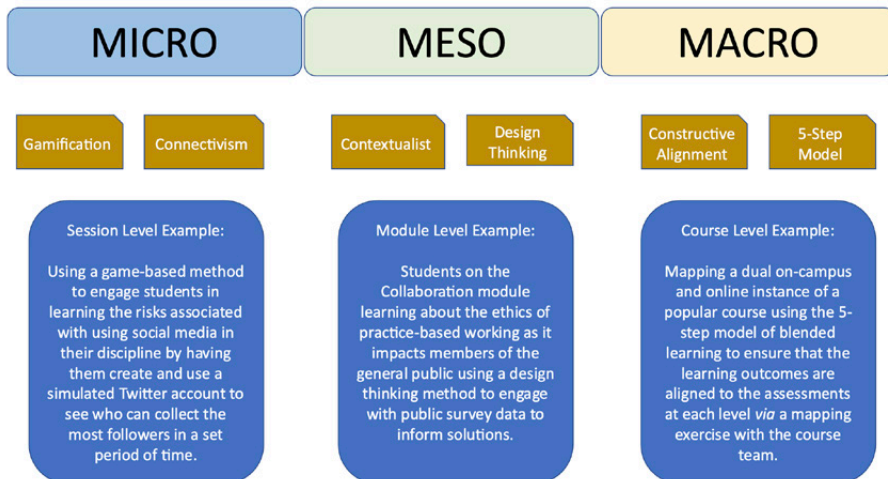 MICRO
MESO
MACRO
Gamification
Connectivism
Contextualist
Design
Thinking
Constructive
Alignment
5-Step
Model
Session Level Example:
Using a game-based method
to engage students in
learning the risks associated
with using social media in
their discipline by having
them create and use a
simulated Twitter account to
see who can collect the
most followers in a set
period of time.
Module Level Example:
Students on the
Collaboration module
learning about the ethics of
practice-based working as it
impacts members of the
general public using a design
thinking method to engage
with public survey data to
inform solutions.
Course Level Example:
Mapping a dual on-campus
and online instance of a
popular course using the 5-
step model of blended
learning to ensure that the
learning outcomes are
aligned to the assessments
at each level via a mapping
exercise with the course
team.